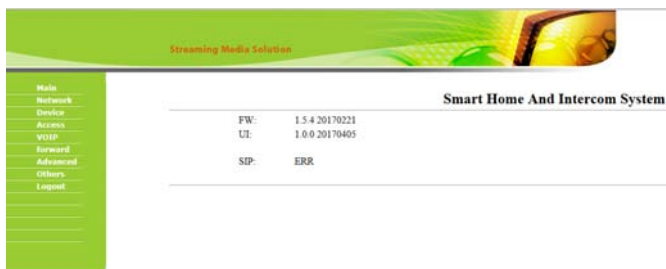 Streaming Media Solution
Main
Network
Device
Access
VOIP
forward
Advanced
Others
Logout
Smart Home And Intercom System
FW: 1.5.4 20170221
UI: 1.0.0 20170405
SIP: ERR